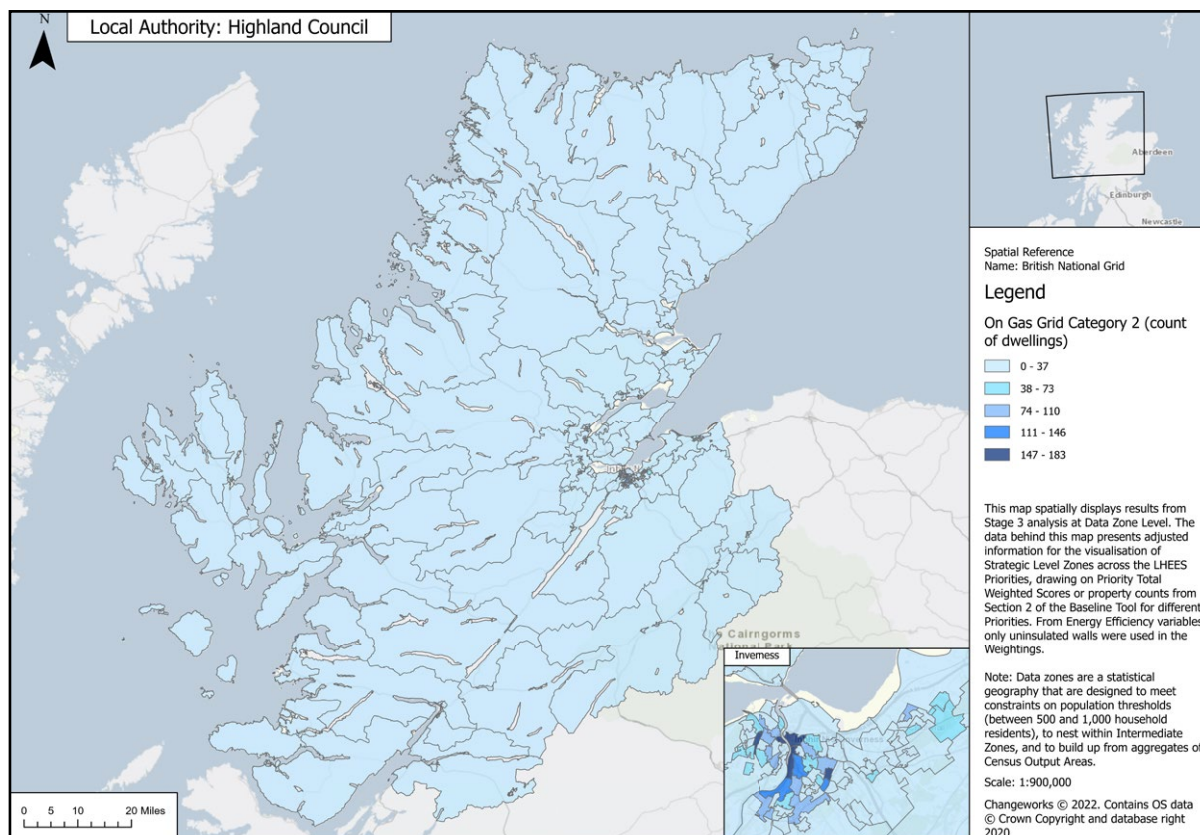 N
Local Authority: Highland Council
Aberdeen
Edinburgh
Newcastle
Spatial Reference
Name: British National Grid
Legend
On Gas Grid Category 2 (count
of dwellings)
0 - 37
38 - 73
74 - 110
111 - 146
147 - 183
This map spatially displays results from
Stage 3 analysis at Data Zone Level. The
data behind this map presents adjusted
information for the visualisation of
Strategic Level Zones across the LHEES
Priorities, drawing on Priority Total
Weighted Scores or property counts from
Section 2 of the Baseline Tool for different
Priorities. From Energy Efficiency variables
only uninsulated walls were used in the
Weightings.
Note: Data zones are a statistical
geography that are designed to meet
constraints on population thresholds
(between 500 and 1,000 household
residents), to nest within Intermediate
Zones, and to build up from aggregates of
Census Output Areas.
Scale: 1:900,000
Changeworks © 2022. Contains OS data
© Crown Copyright and database right
2020
Cairngorms
National Park
Inverness
0 5 10 20 Miles